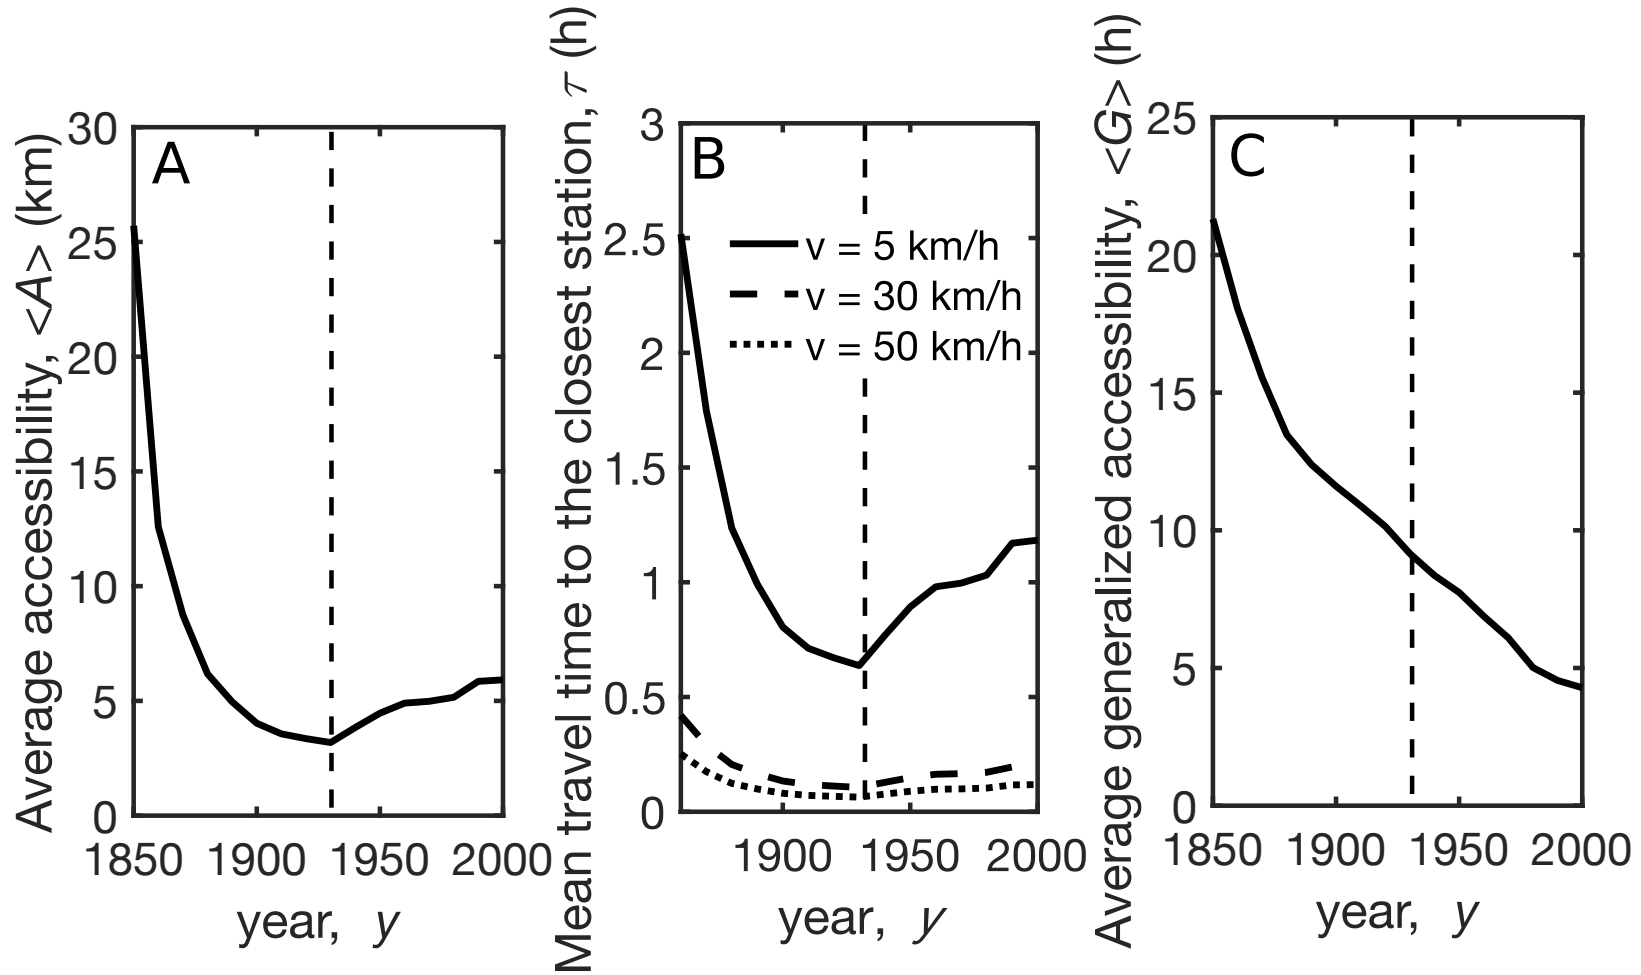 A
Average accessibility, <A> (km)
30
25
20
15
10
5
0
1850 1900 1950 2000
year, y
B
Mean travel time to the closest station, τ (h)
3
2.5
2
1.5
1
0.5
0
v = 5 km/h
v = 30 km/h
v = 50 km/h
1900 1950 2000
year, y
C
Average generalized accessibility, <G> (h)
25
20
15
10
5
0
1850 1900 1950 2000
year, y